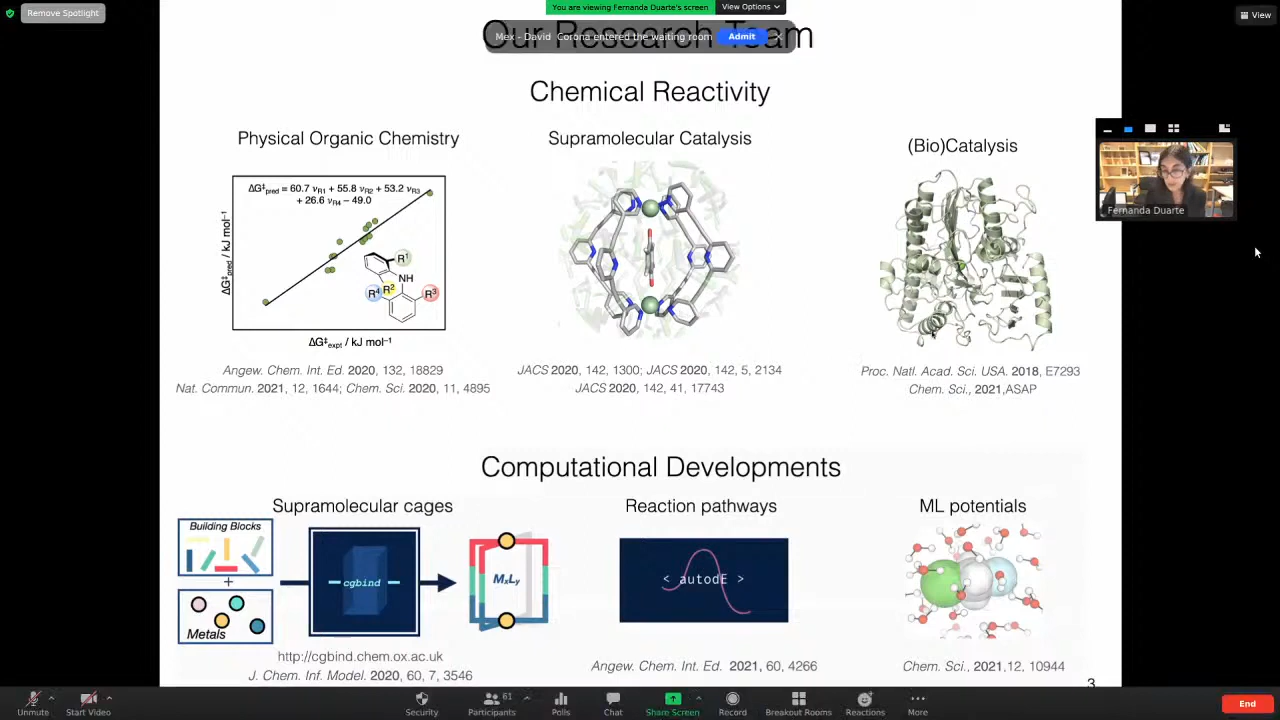 Remove Spotlight
You are viewing Fernanda Duarte's screen
View Options
View
Our Research Team
Mex - David Corona entered the waiting room
Admit
Chemical Reactivity
Physical Organic Chemistry
Supramolecular Catalysis
(Bio)Catalysis
Fernanda Duarte
ΔG‡pred = 60.7 νR1 + 55.8 νR2 + 53.2 νR3
+ 26.6 νR4 – 49.0
ΔG‡pred / kJ mol⁻¹
R¹
NH
R⁴
R²
R³
ΔG‡expt / kJ mol⁻¹
Angew. Chem. Int. Ed. 2020, 132, 18829
Nat. Commun. 2021, 12, 1644; Chem. Sci. 2020, 11, 4895
JACS 2020, 142, 1300; JACS 2020, 142, 5, 2134
JACS 2020, 142, 41, 17743
Proc. Natl. Acad. Sci. USA. 2018, E7293
Chem. Sci., 2021,ASAP
Computational Developments
Supramolecular cages
Reaction pathways
ML potentials
Building Blocks
+
Metals
cgbind
MxLy
< autodE >
http://cgbind.chem.ox.ac.uk
J. Chem. Inf. Model. 2020, 60, 7, 3546
Angew. Chem. Int. Ed. 2021, 60, 4266
Chem. Sci., 2021,12, 10944
3
Unmute
Start Video
Security
Participants
61
Polls
Chat
Share Screen
Record
Breakout Rooms
Reactions
More
End